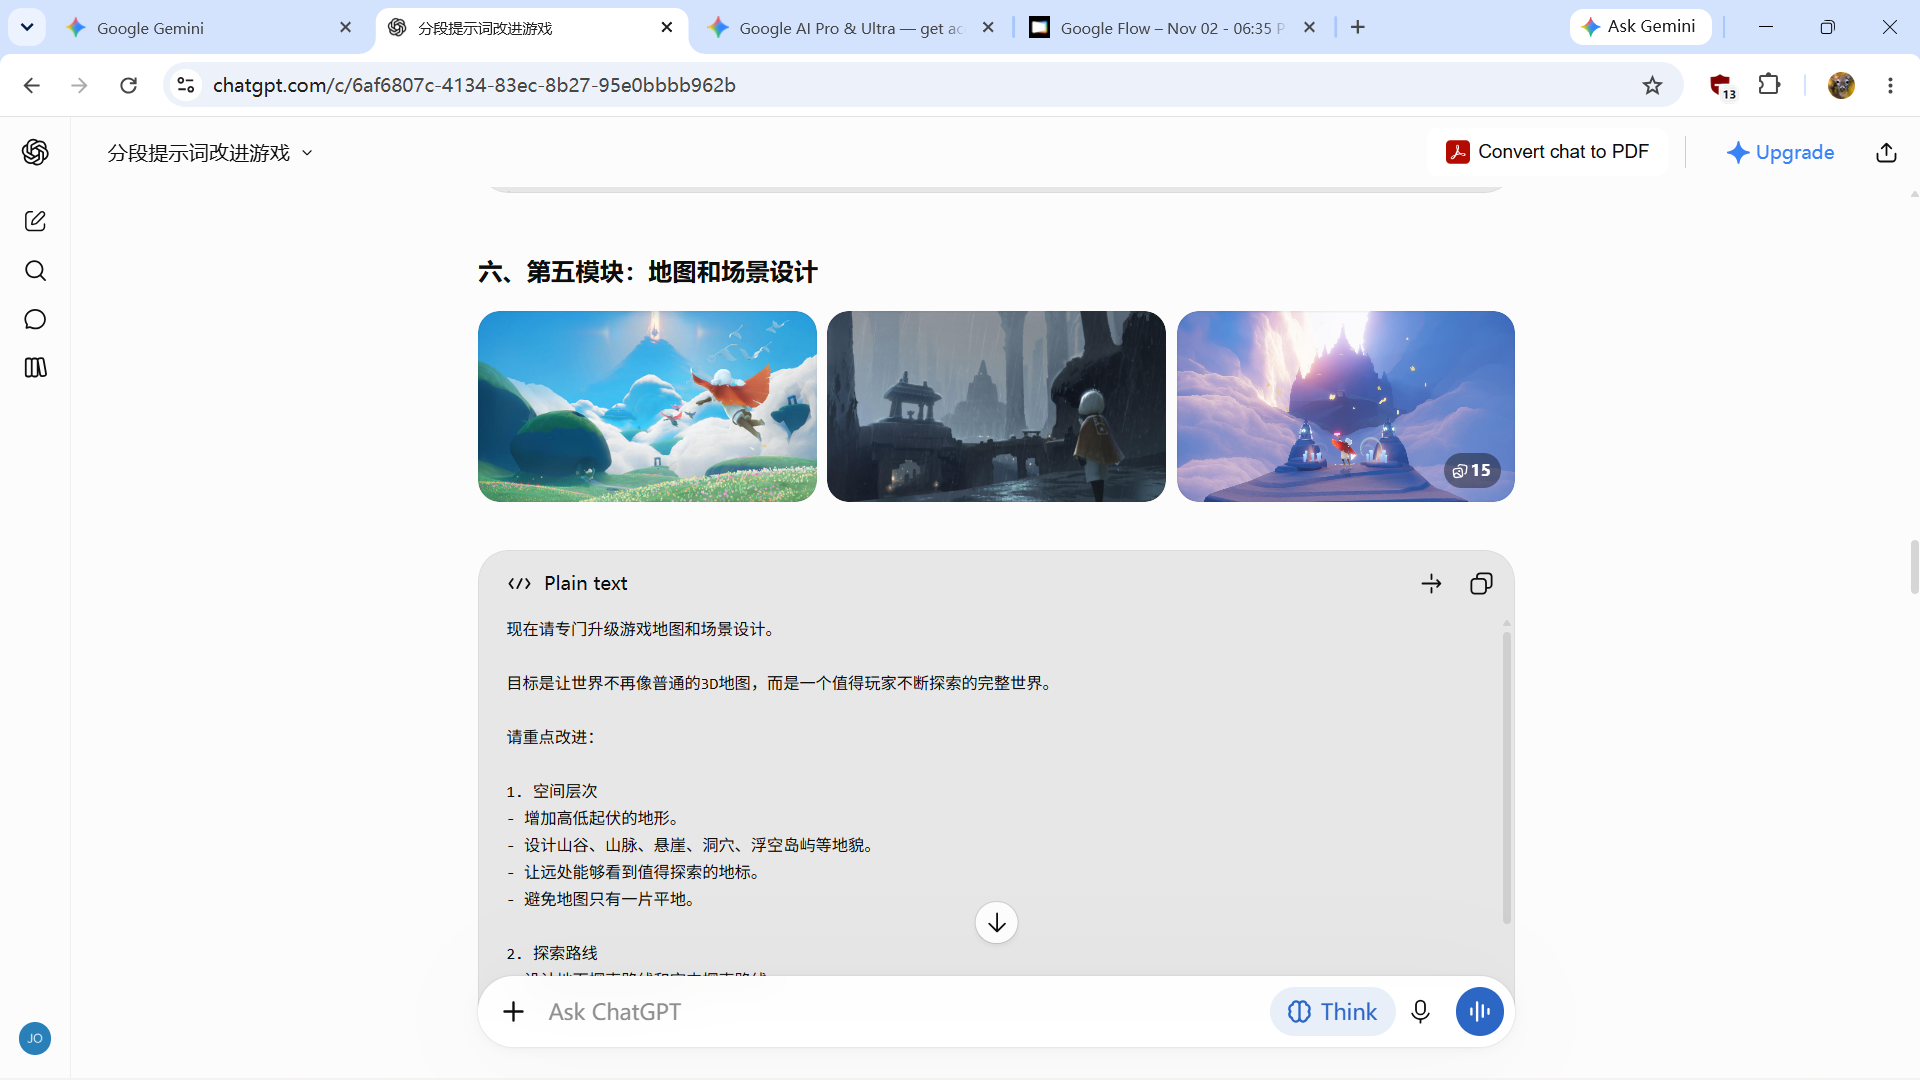 Google Gemini
分段提示词改进游戏
Google AI Pro & Ultra — get ac
Google Flow – Nov 02 - 06:35 P
Ask Gemini
chatgpt.com/c/6af6807c-4134-83ec-8b27-95e0bbbb962b
13
分段提示词改进游戏
Convert chat to PDF
Upgrade
六、第五模块：地图和场景设计
15
Plain text
现在请专门升级游戏地图和场景设计。
目标是让世界不再像普通的3D地图，而是一个值得玩家不断探索的完整世界。
请重点改进：
1. 空间层次
- 增加高低起伏的地形。
- 设计山谷、山脉、悬崖、洞穴、浮空岛屿等地貌。
- 让远处能够看到值得探索的地标。
- 避免地图只有一片平地。
2. 探索路线
Ask ChatGPT
Think
JO